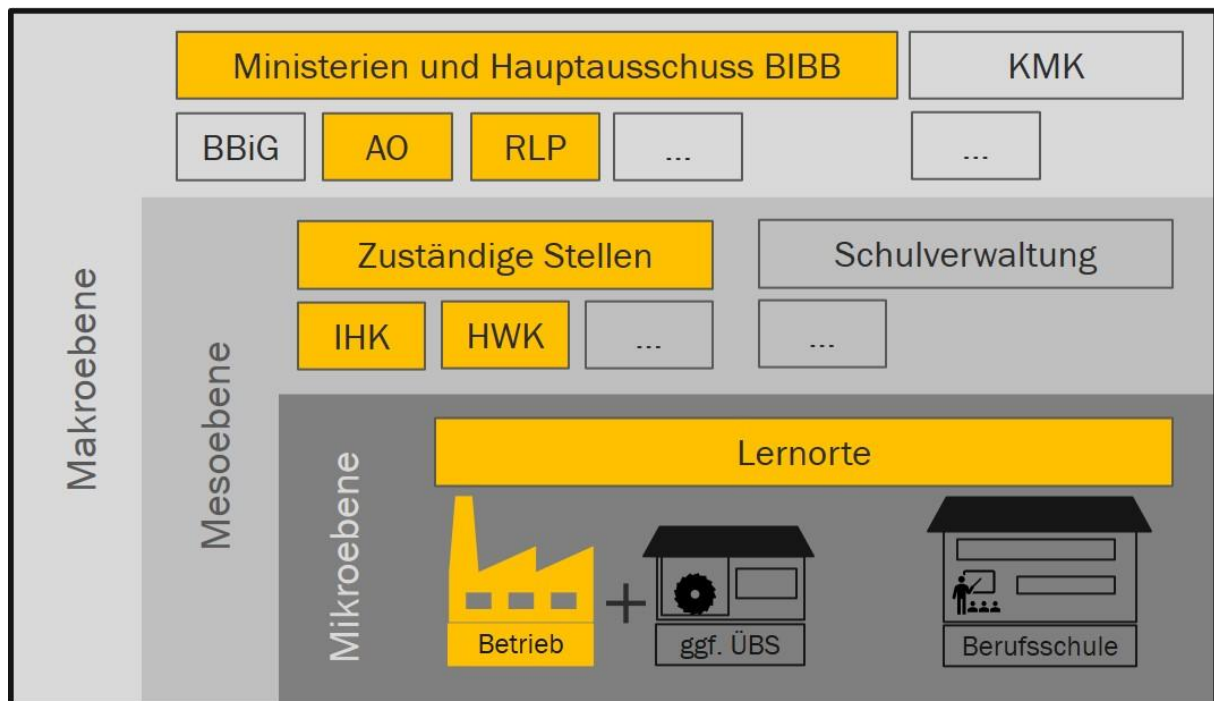 Makroebene
Ministerien und Hauptausschuss BIBB
KMK
BBiG
AO
RLP
...
...
Mesoebene
Zuständige Stellen
Schulverwaltung
IHK
HWK
...
...
Mikroebene
Lernorte
Betrieb
+
ggf. ÜBS
Berufsschule